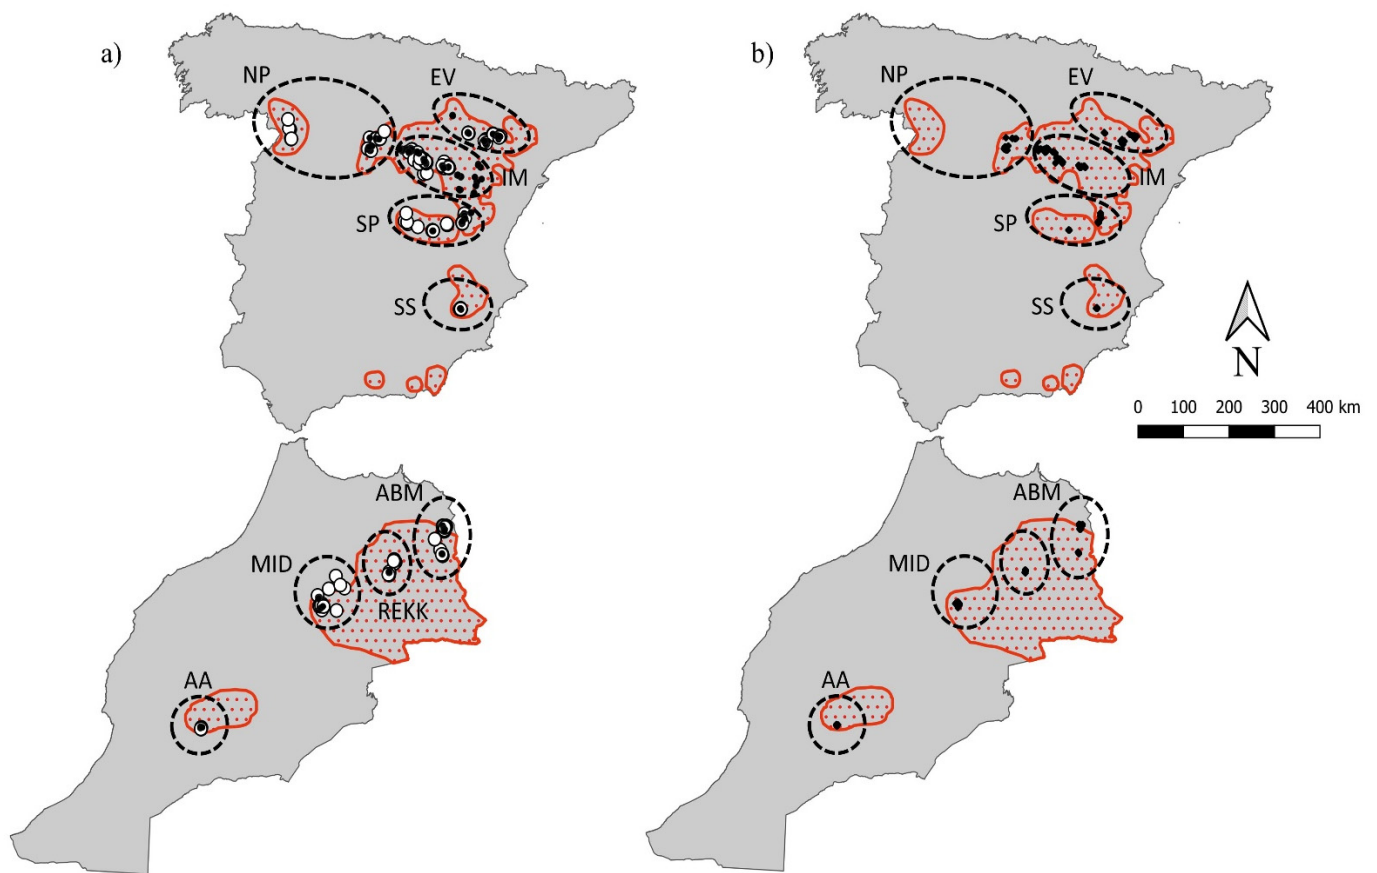 a)
NP
EV
IM
SP
SS
ABM
MID
REKK
AA
b)
NP
EV
IM
SP
SS
N
0 100 200 300 400 km
ABM
MID
AA